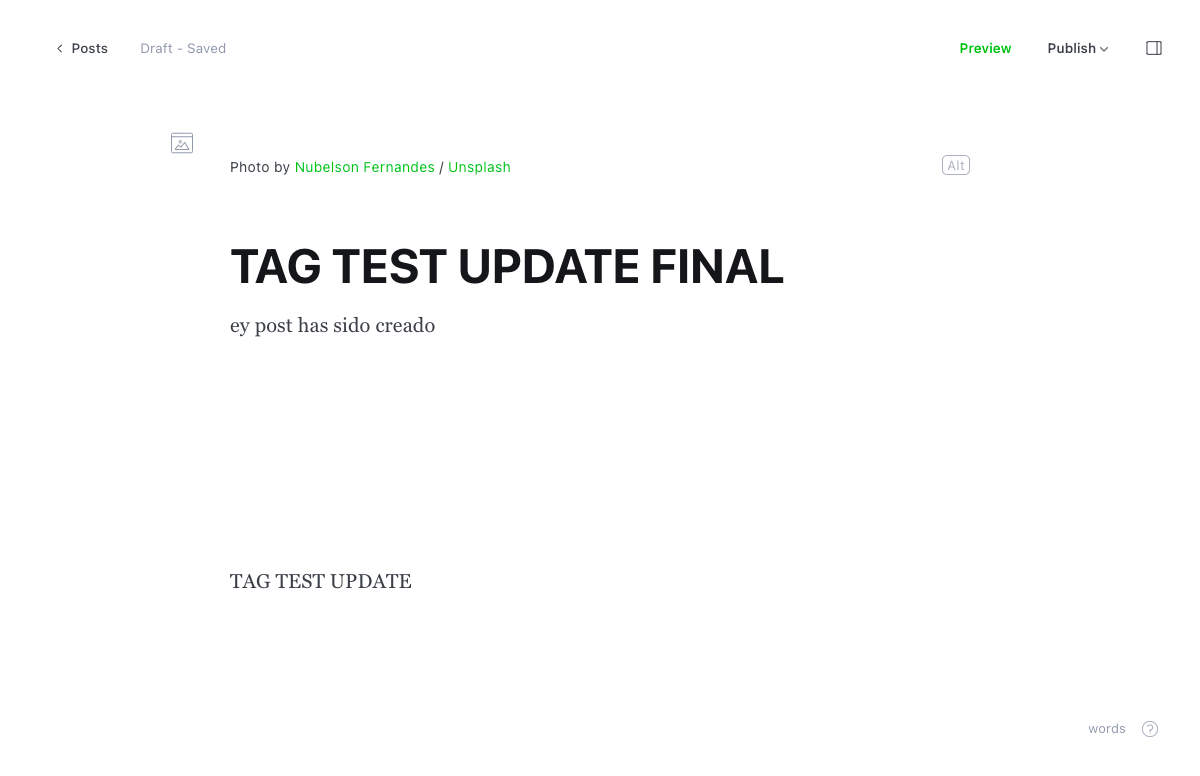 Posts Draft - Saved Preview Publish
Photo by Nubelson Fernandes / Unsplash Alt
TAG TEST UPDATE FINAL
ey post has sido creado
TAG TEST UPDATE
words ?